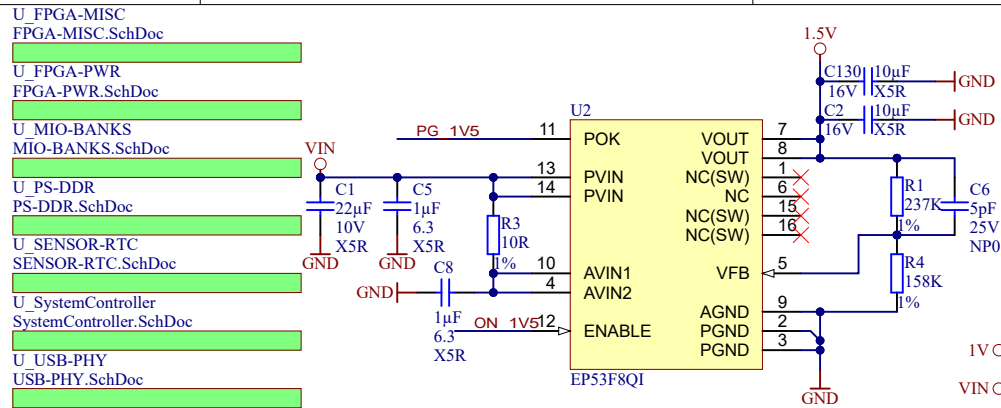 U_FPGA-MISC
FPGA-MISC.SchDoc
U_FPGA-PWR
FPGA-PWR.SchDoc
U_MIO-BANKS
MIO-BANKS.SchDoc
U_PS-DDR
PS-DDR.SchDoc
U_SENSOR-RTC
SENSOR-RTC.SchDoc
U_SystemController
SystemController.SchDoc
U_USB-PHY
USB-PHY.SchDoc
VIN
C1
22µF
10V
X5R
GND
C5
1µF
6.3
X5R
GND
R3
10R
1%
GND
C8
1µF
6.3
X5R
PG_1V5
ON_1V5
U2
11 POK
13 PVIN
14 PVIN
10 AVIN1
4 AVIN2
12 ENABLE
VOUT 7
VOUT 8
NC(SW) 1
NC 6
NC(SW) 15
NC(SW) 16
VFB 5
AGND 9
PGND 2
PGND 3
EP53F8QI
1.5V
C130 10µF
16V X5R
GND
C2 10µF
16V X5R
GND
R1
237K
1%
C6
5pF
25V
NP0
R4
158K
1%
GND
1V
VIN